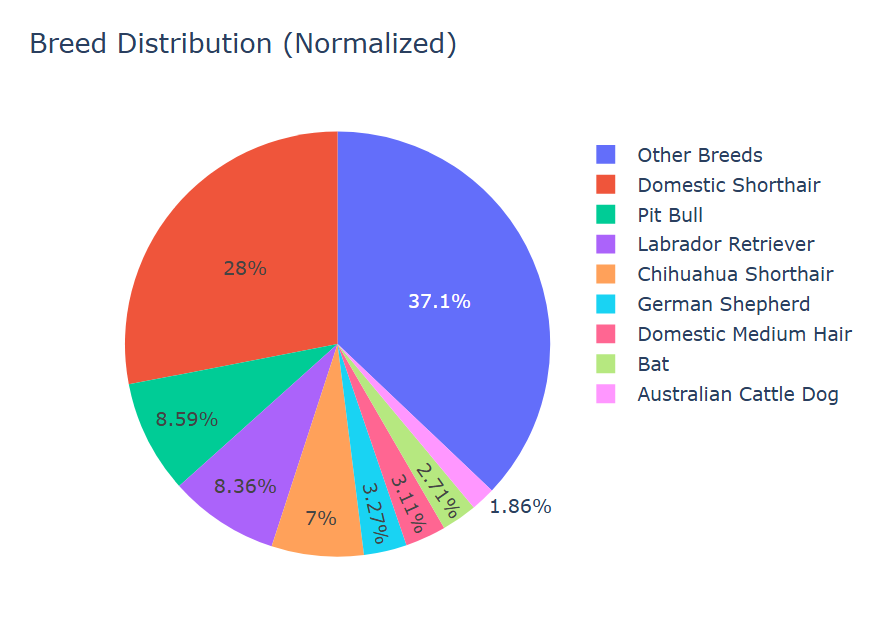 Breed Distribution (Normalized)
37.1%
28%
8.59%
8.36%
7%
3.27%
3.11%
2.71%
1.86%
Other Breeds
Domestic Shorthair
Pit Bull
Labrador Retriever
Chihuahua Shorthair
German Shepherd
Domestic Medium Hair
Bat
Australian Cattle Dog